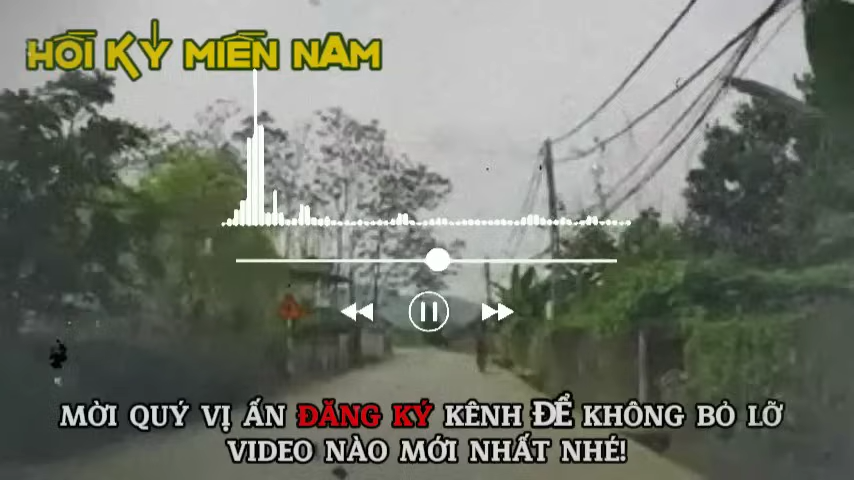 HỒI KÝ MIỀN NAM
MỜI QUÝ VỊ ẤN ĐĂNG KÝ KÊNH ĐỂ KHÔNG BỎ LỠ
VIDEO NÀO MỚI NHẤT NHÉ!